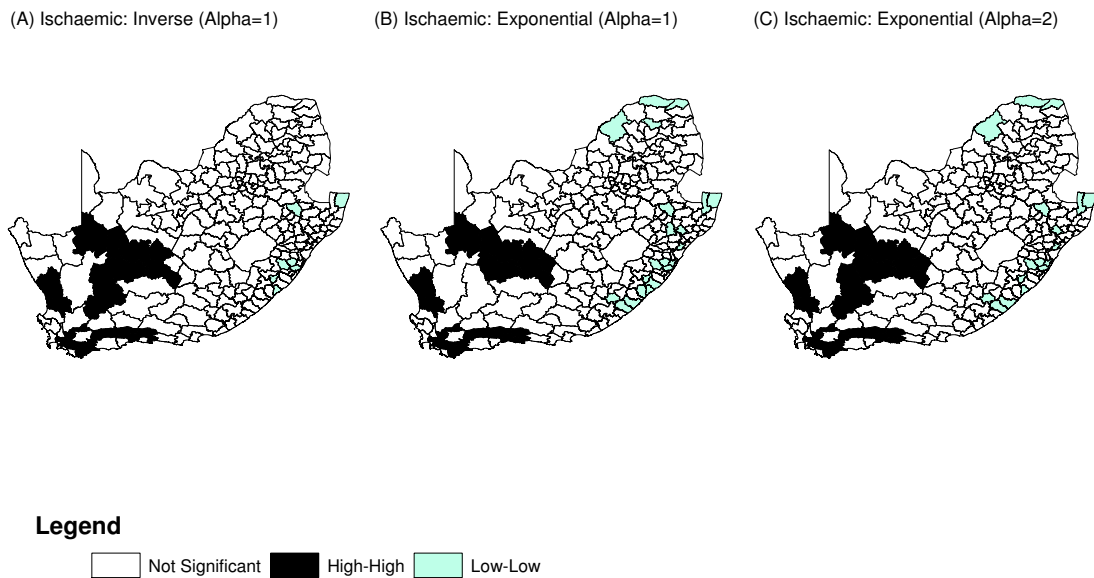 (A) Ischaemic: Inverse (Alpha=1)
(B) Ischaemic: Exponential (Alpha=1)
(C) Ischaemic: Exponential (Alpha=2)
Legend
Not Significant
High-High
Low-Low